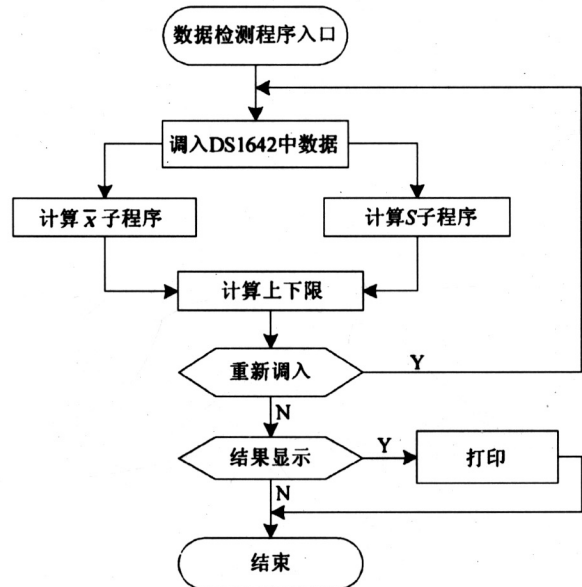 数据检测程序入口
调入DS1642中数据
计算x̄子程序
计算S子程序
计算上下限
重新调入
Y
N
结果显示
Y
打印
N
结束